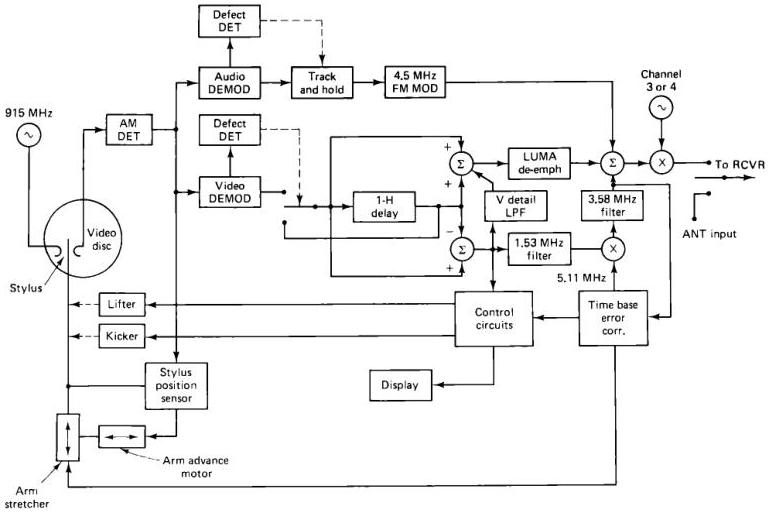 Defect
DET
Audio
DEMOD
Track
and hold
4.5 MHz
FM MOD
Channel
3 or 4
~
915 MHz
~
AM
DET
Defect
DET
Video
DEMOD
+
Σ
+
LUMA
de-emph
Σ
X
To RCVR
1-H
delay
V detail
LPF
3.58 MHz
filter
ANT input
Video
disc
Stylus
−
Σ
+
1.53 MHz
filter
X
5.11 MHz
Lifter
Kicker
Control
circuits
Time base
error
corr.
Stylus
position
sensor
Display
Arm advance
motor
Arm
stretcher